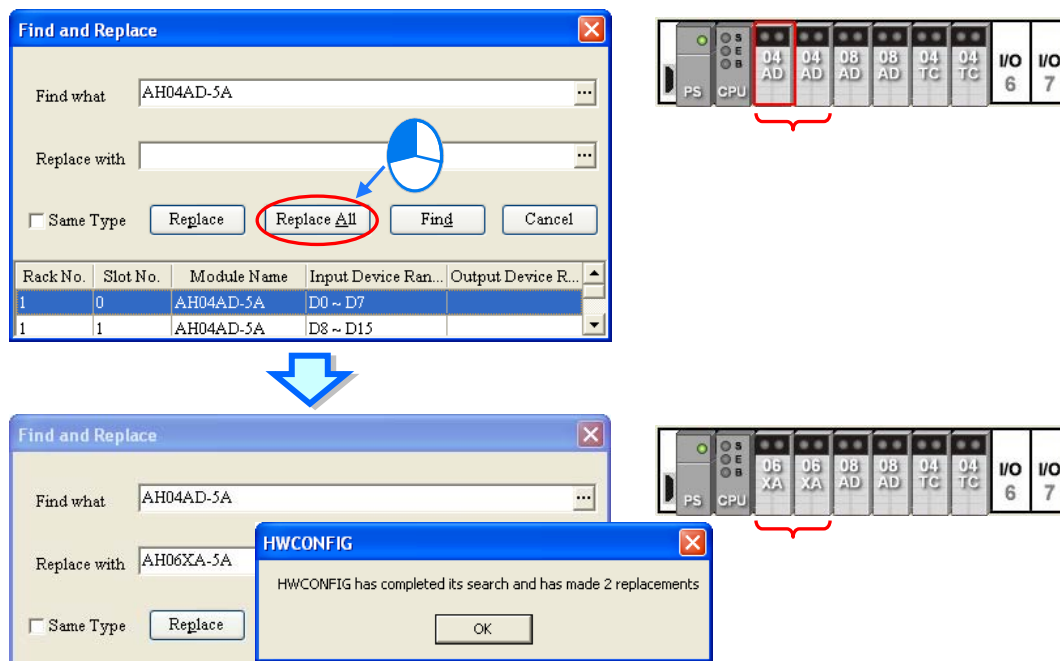 Find and Replace
Find what AH04AD-5A ...
Replace with ...
Same Type Replace Replace All Find Cancel
Rack No. Slot No. Module Name Input Device Ran... Output Device R...
1 0 AH04AD-5A D0 ~ D7
1 1 AH04AD-5A D8 ~ D15
PS CPU S E B 04 AD 04 AD 08 AD 08 AD 04 TC 04 TC I/O 6 I/O 7
Find and Replace
Find what AH04AD-5A ...
Replace with AH06XA-5A
Same Type Replace
HWCONFIG
HWCONFIG has completed its search and has made 2 replacements
OK
PS CPU S E B 06 XA 06 XA 08 AD 08 AD 04 TC 04 TC I/O 6 I/O 7